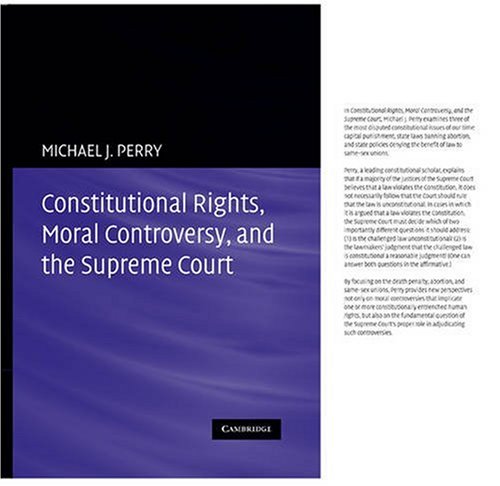 MICHAEL J. PERRY
Constitutional Rights,
Moral Controversy, and
the Supreme Court
CAMBRIDGE
In Constitutional Rights, Moral Controversy, and the
Supreme Court, Michael J. Perry examines three of
the most disputed constitutional issues of our time:
capital punishment, state laws banning abortion,
and state policies denying the benefit of law to
same-sex unions.
Perry, a leading constitutional scholar, explains
that if a majority of the justices of the Supreme Court
believes that a law violates the Constitution, it does
not necessarily follow that the Court should rule
that the law is unconstitutional. In cases in which
it is argued that a law violates the Constitution,
the Supreme Court must decide which of two
importantly different questions it should address:
(1) Is the challenged law unconstitutional? (2) Is
the lawmakers' judgment that the challenged law
is constitutional a reasonable judgment? (One can
answer both questions in the affirmative.)
By focusing on the death penalty, abortion, and
same-sex unions, Perry provides new perspectives
not only on moral controversies that implicate
one or more constitutionally entrenched human
rights, but also on the fundamental question of
the Supreme Court's proper role in adjudicating
such controversies.